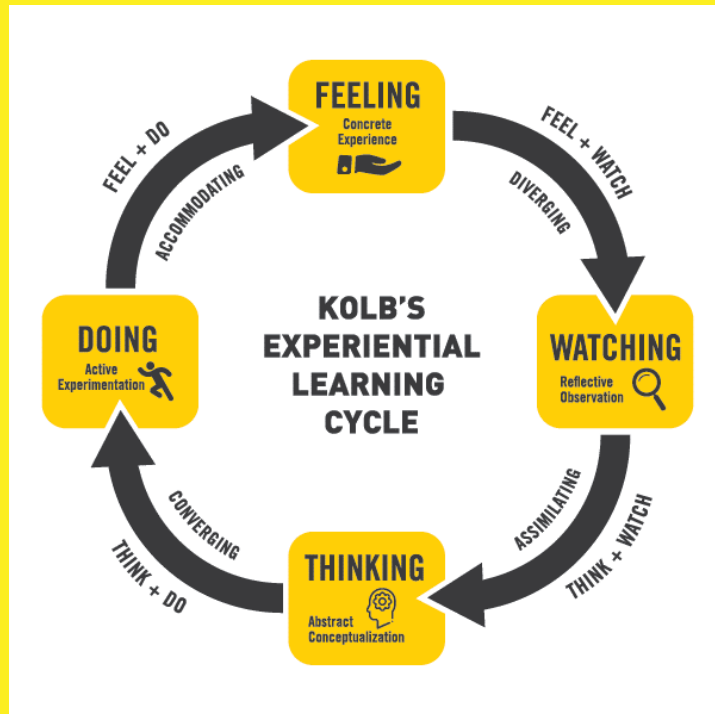 FEELING
Concrete
Experience
FEEL + DO
ACCOMMODATING
FEEL + WATCH
DIVERGING
KOLB'S
EXPERIENTIAL
LEARNING
CYCLE
DOING
Active
Experimentation
WATCHING
Reflective
Observation
CONVERGING
THINK + DO
ASSIMILATING
THINK + WATCH
THINKING
Abstract
Conceptualization